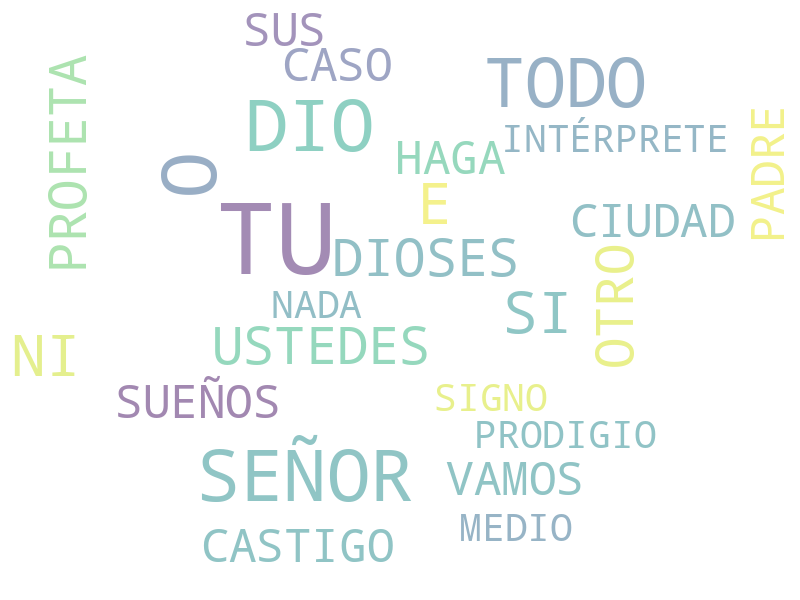 SUS
CASO
TODO
PROFETA
DIO
INTÉRPRETE
PADRE
HAGA
O
E
TU
CIUDAD
DIOSES
OTRO
NADA
SI
USTEDES
NI
SUEÑOS
SIGNO
PRODIGIO
SEÑOR
VAMOS
MEDIO
CASTIGO